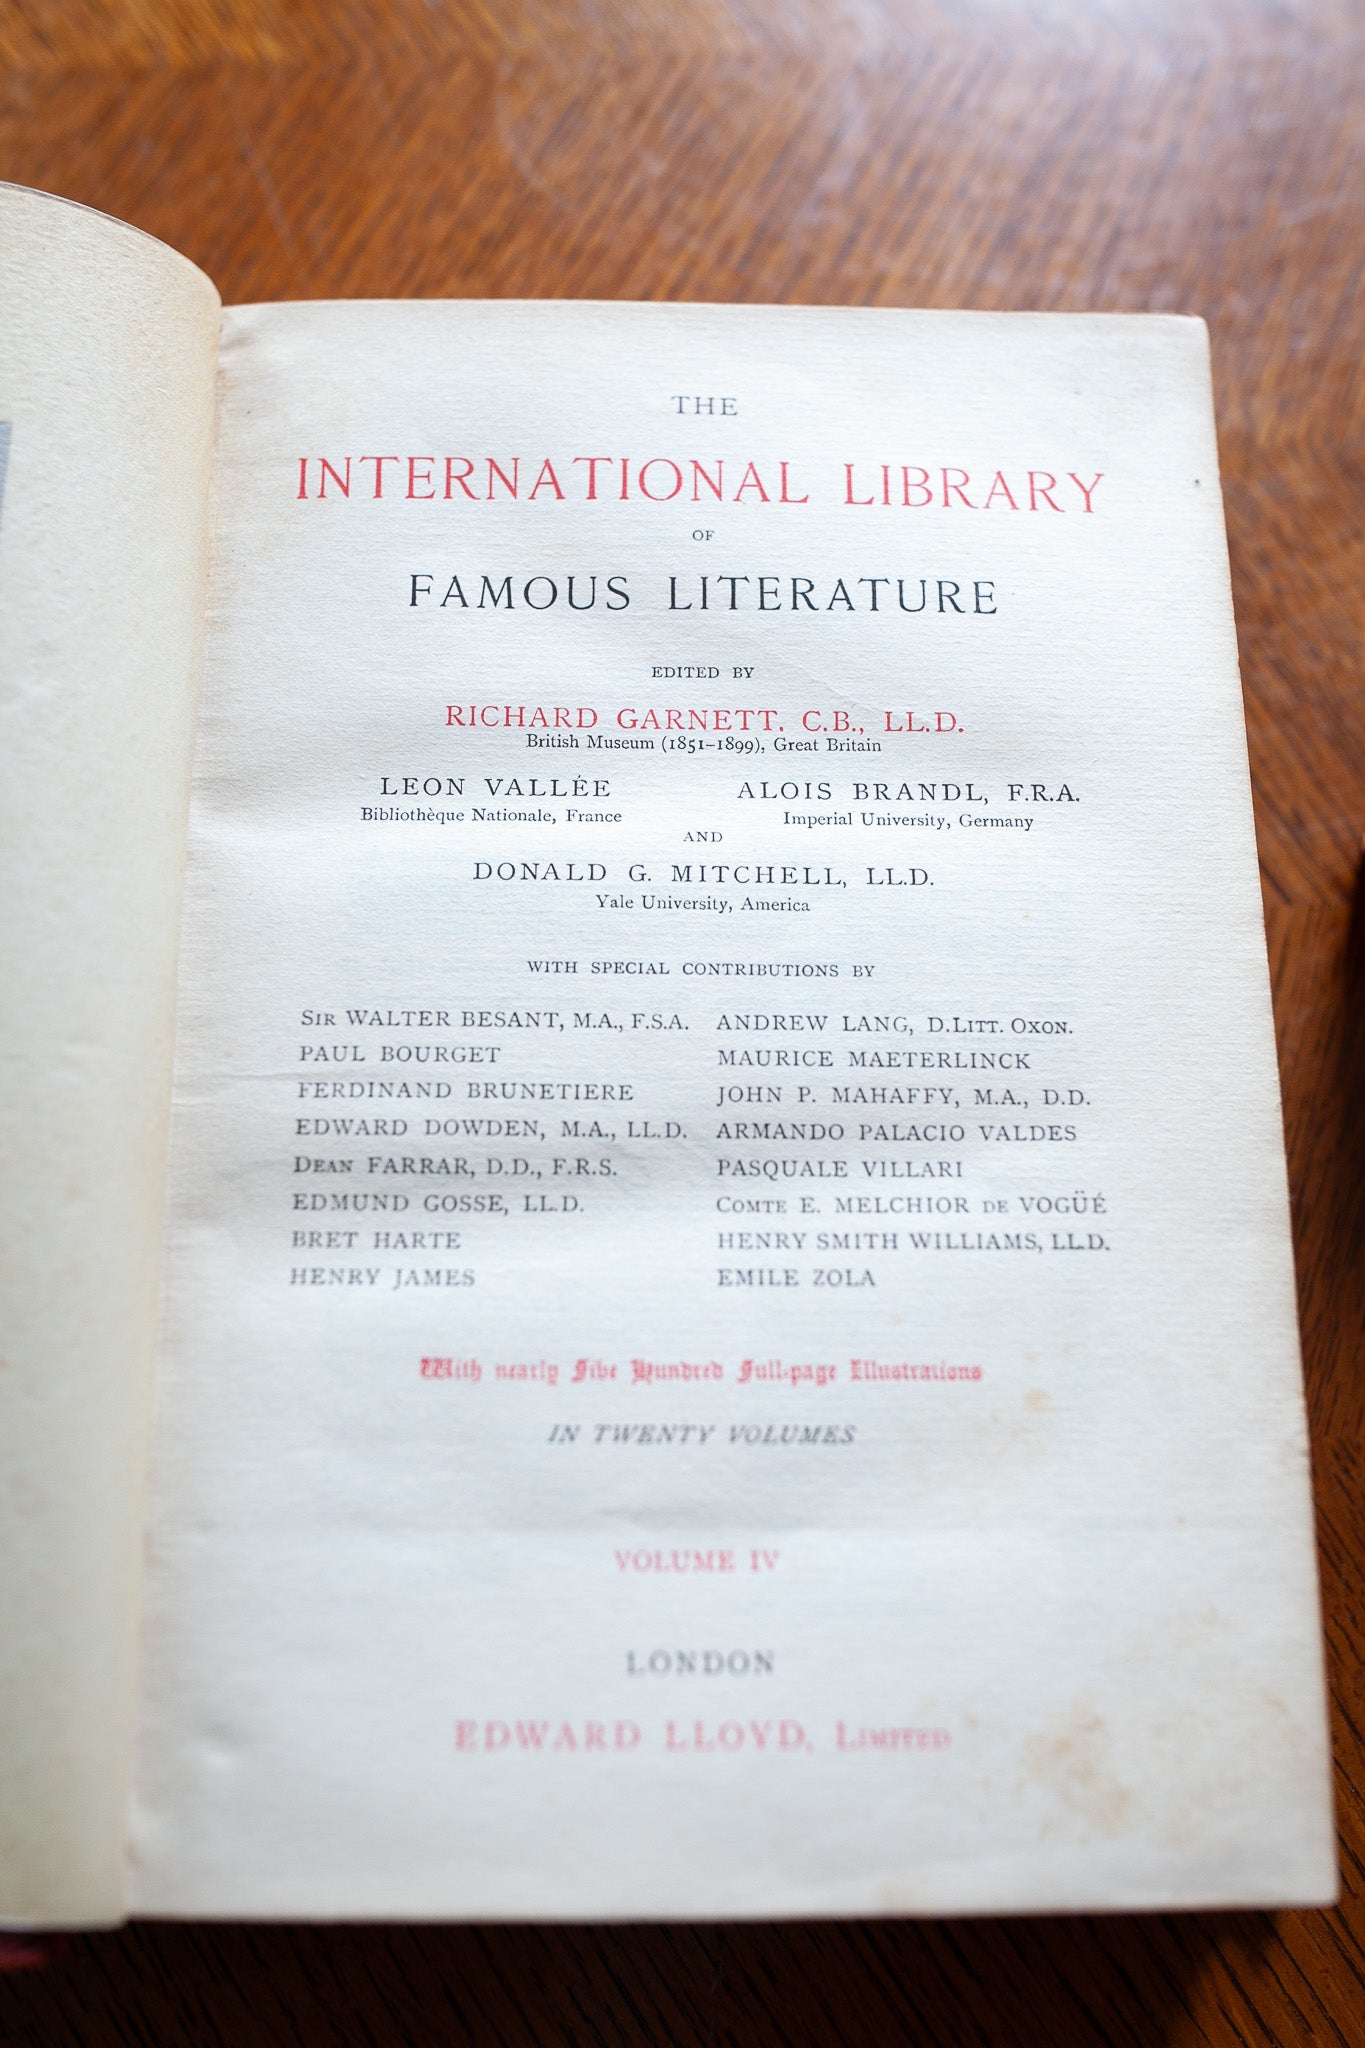 THE
INTERNATIONAL LIBRARY
OF
FAMOUS LITERATURE
EDITED BY
RICHARD GARNETT, C.B., LL.D.
British Museum (1851–1899), Great Britain
LEON VALLÉE
Bibliothèque Nationale, France
ALOIS BRANDL, F.R.A.
Imperial University, Germany
AND
DONALD G. MITCHELL, LL.D.
Yale University, America
WITH SPECIAL CONTRIBUTIONS BY
SIR WALTER BESANT, M.A., F.S.A.
PAUL BOURGET
FERDINAND BRUNETIERE
EDWARD DOWDEN, M.A., LL.D.
DEAN FARRAR, D.D., F.R.S.
EDMUND GOSSE, LL.D.
BRET HARTE
HENRY JAMES
ANDREW LANG, D.LITT. OXON.
MAURICE MAETERLINCK
JOHN P. MAHAFFY, M.A., D.D.
ARMANDO PALACIO VALDES
PASQUALE VILLARI
COMTE E. MELCHIOR DE VOGÜÉ
HENRY SMITH WILLIAMS, LL.D.
EMILE ZOLA
With nearly Five Hundred Full-page Illustrations
IN TWENTY VOLUMES
VOLUME IV
LONDON
EDWARD LLOYD, LIMITED